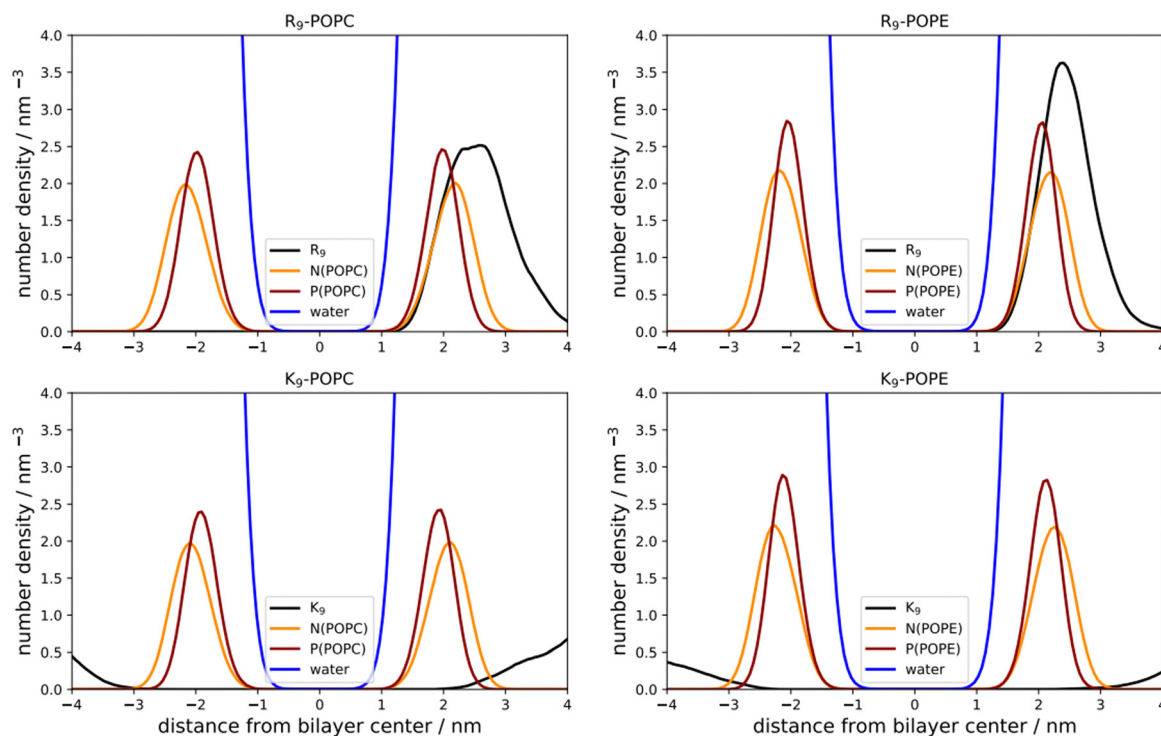 R₉-POPC
number density / nm ⁻³
4.0
3.5
3.0
2.5
2.0
1.5
1.0
0.5
0.0
R₉
N(POPC)
P(POPC)
water
−4 −3 −2 −1 0 1 2 3 4
R₉-POPE
number density / nm ⁻³
4.0
3.5
3.0
2.5
2.0
1.5
1.0
0.5
0.0
R₉
N(POPE)
P(POPE)
water
−4 −3 −2 −1 0 1 2 3 4
K₉-POPC
number density / nm ⁻³
4.0
3.5
3.0
2.5
2.0
1.5
1.0
0.5
0.0
K₉
N(POPC)
P(POPC)
water
−4 −3 −2 −1 0 1 2 3 4
distance from bilayer center / nm
K₉-POPE
number density / nm ⁻³
4.0
3.5
3.0
2.5
2.0
1.5
1.0
0.5
0.0
K₉
N(POPE)
P(POPE)
water
−4 −3 −2 −1 0 1 2 3 4
distance from bilayer center / nm